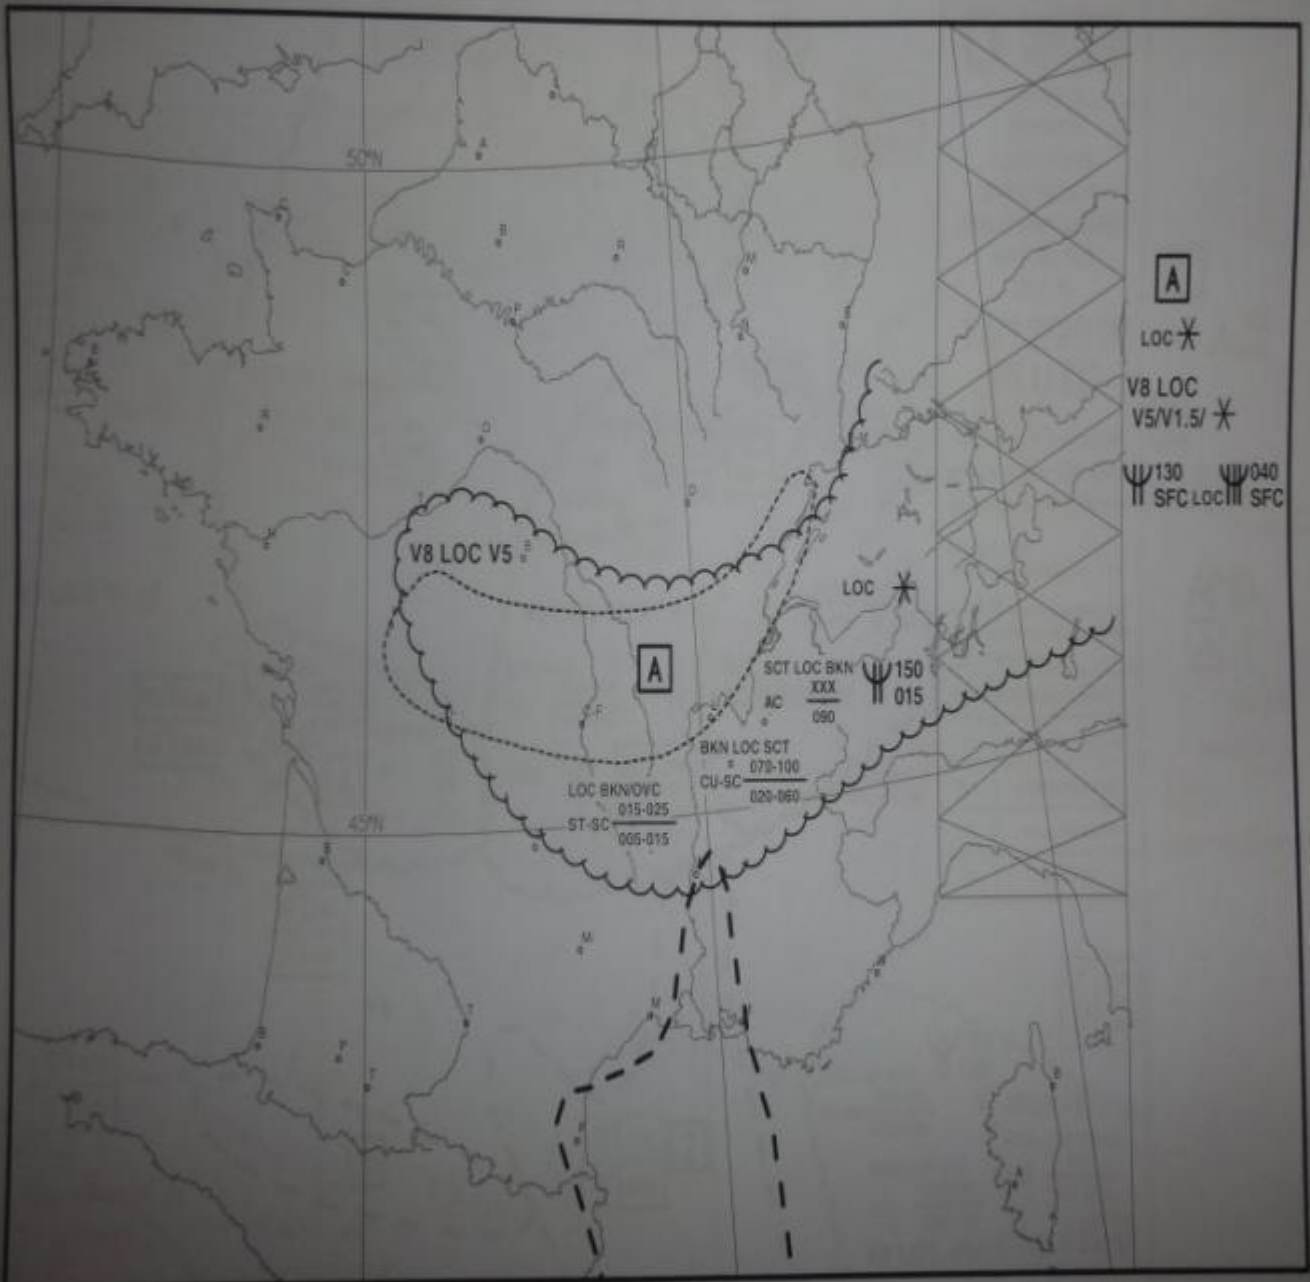 50°N
A
LOC
V8 LOC
V5/V1.5/
130
SFC LOC 040
SFC
V8 LOC V5
LOC
A
SCT LOC BKN 150
AC XXX 015
090
BKN LOC SCT
CU-SC 070-100
020-060
LOC BKN/OVC
ST-SC 015-025
005-015
45°N